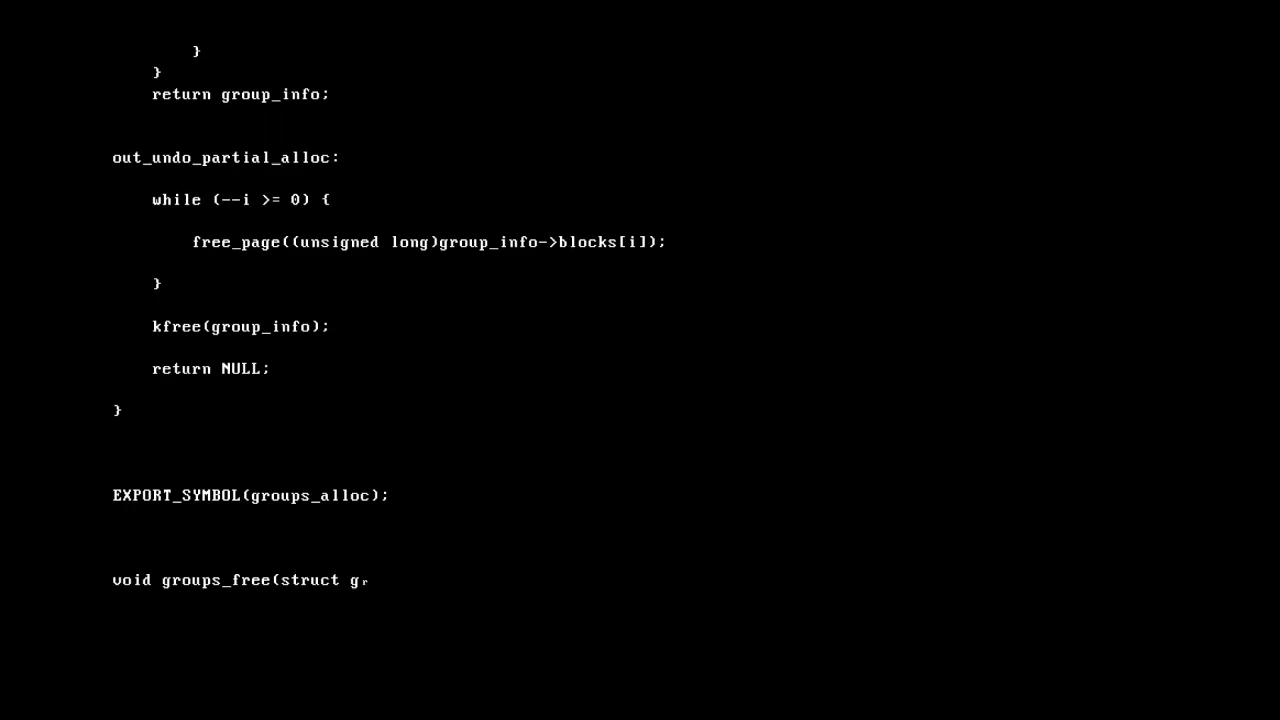 }
}
return group_info;
out_undo_partial_alloc:
while (--i >= 0) {
free_page((unsigned long)group_info->blocks[i]);
}
kfree(group_info);
return NULL;
}
EXPORT_SYMBOL(groups_alloc);
void groups_free(struct gr